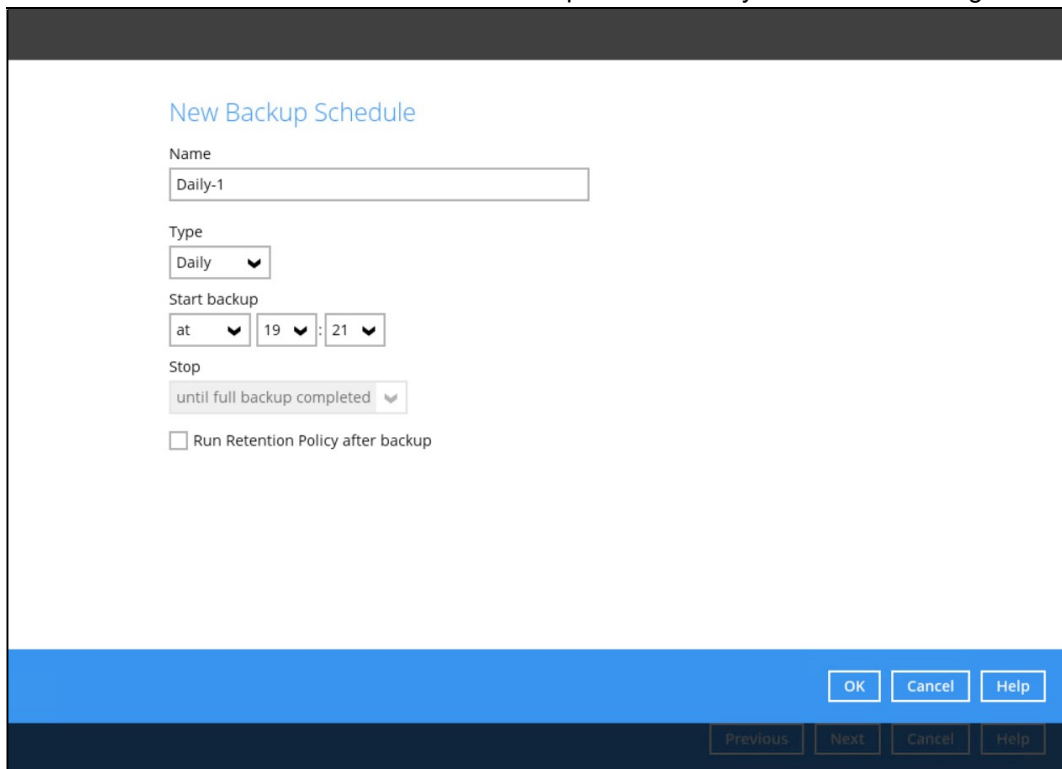 New Backup Schedule
Name
Daily-1
Type
Daily
Start backup
at 19 : 21
Stop
until full backup completed
Run Retention Policy after backup
OK Cancel Help
Previous Next Cancel Help